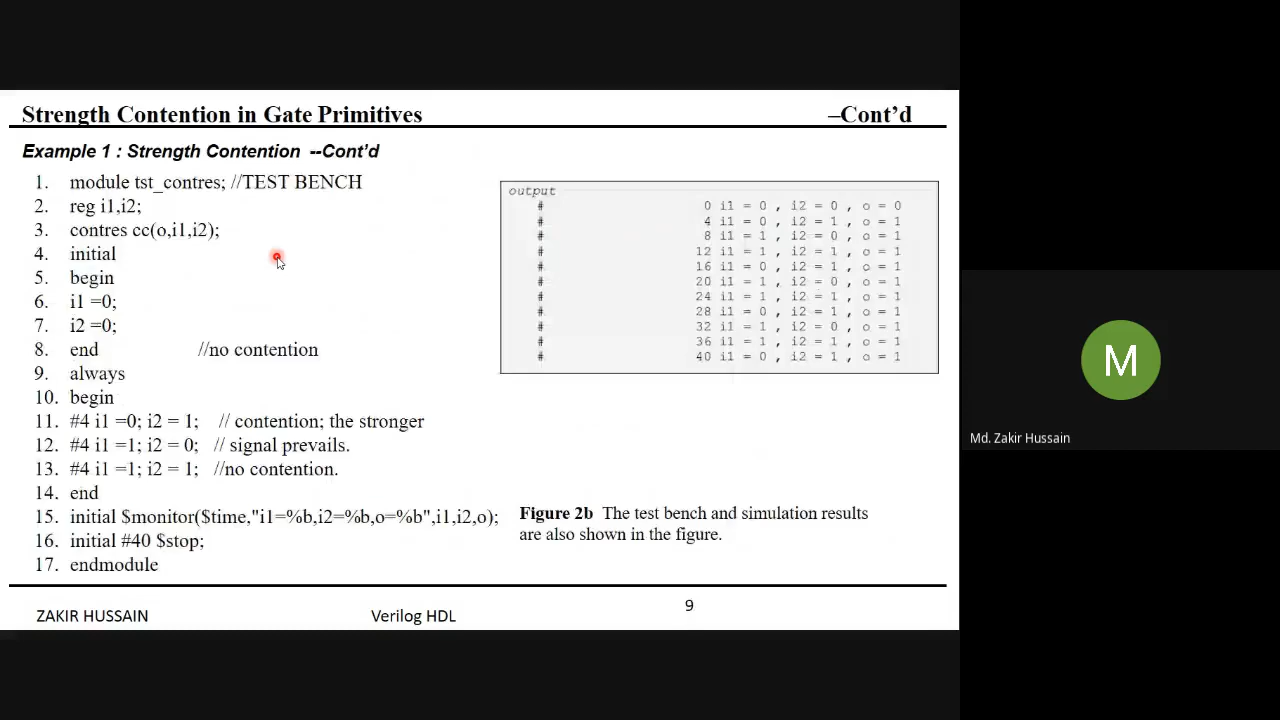 Strength Contention in Gate Primitives –Cont’d
Example 1 : Strength Contention --Cont’d
1. module tst_contres; //TEST BENCH
2. reg i1,i2;
3. contres cc(o,i1,i2);
4. initial
5. begin
6. i1 =0;
7. i2 =0;
8. end //no contention
9. always
10. begin
11. #4 i1 =0; i2 = 1; // contention; the stronger
12. #4 i1 =1; i2 = 0; // signal prevails.
13. #4 i1 =1; i2 = 1; //no contention.
14. end
15. initial $monitor($time,"i1=%b,i2=%b,o=%b",i1,i2,o);
16. initial #40 $stop;
17. endmodule
output
# 0 i1 = 0 , i2 = 0 , o = 0
# 4 i1 = 0 , i2 = 1 , o = 1
# 8 i1 = 1 , i2 = 0 , o = 1
# 12 i1 = 1 , i2 = 1 , o = 1
# 16 i1 = 0 , i2 = 1 , o = 1
# 20 i1 = 1 , i2 = 0 , o = 1
# 24 i1 = 1 , i2 = 1 , o = 1
# 28 i1 = 0 , i2 = 1 , o = 1
# 32 i1 = 1 , i2 = 0 , o = 1
# 36 i1 = 1 , i2 = 1 , o = 1
# 40 i1 = 0 , i2 = 1 , o = 1
Figure 2b The test bench and simulation results
are also shown in the figure.
ZAKIR HUSSAIN Verilog HDL 9
M
Md. Zakir Hussain